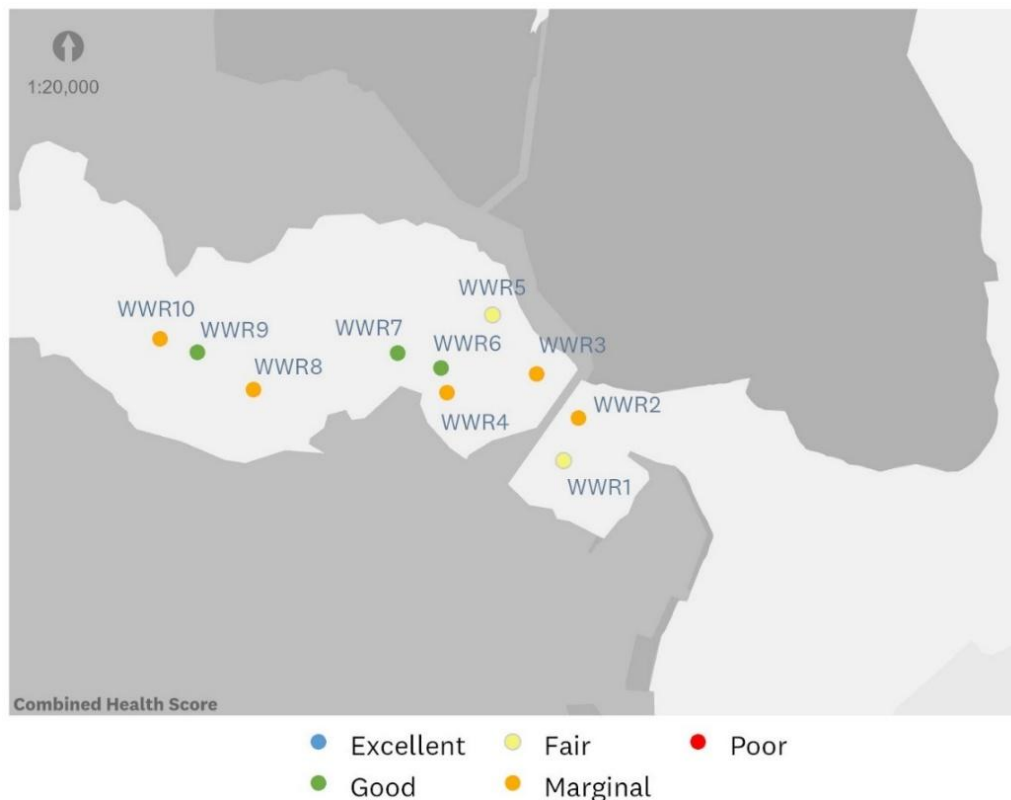 1:20,000
WWR5
WWR10
WWR9
WWR7
WWR6
WWR3
WWR8
WWR2
WWR4
WWR1
Combined Health Score
Excellent Fair Poor
Good Marginal